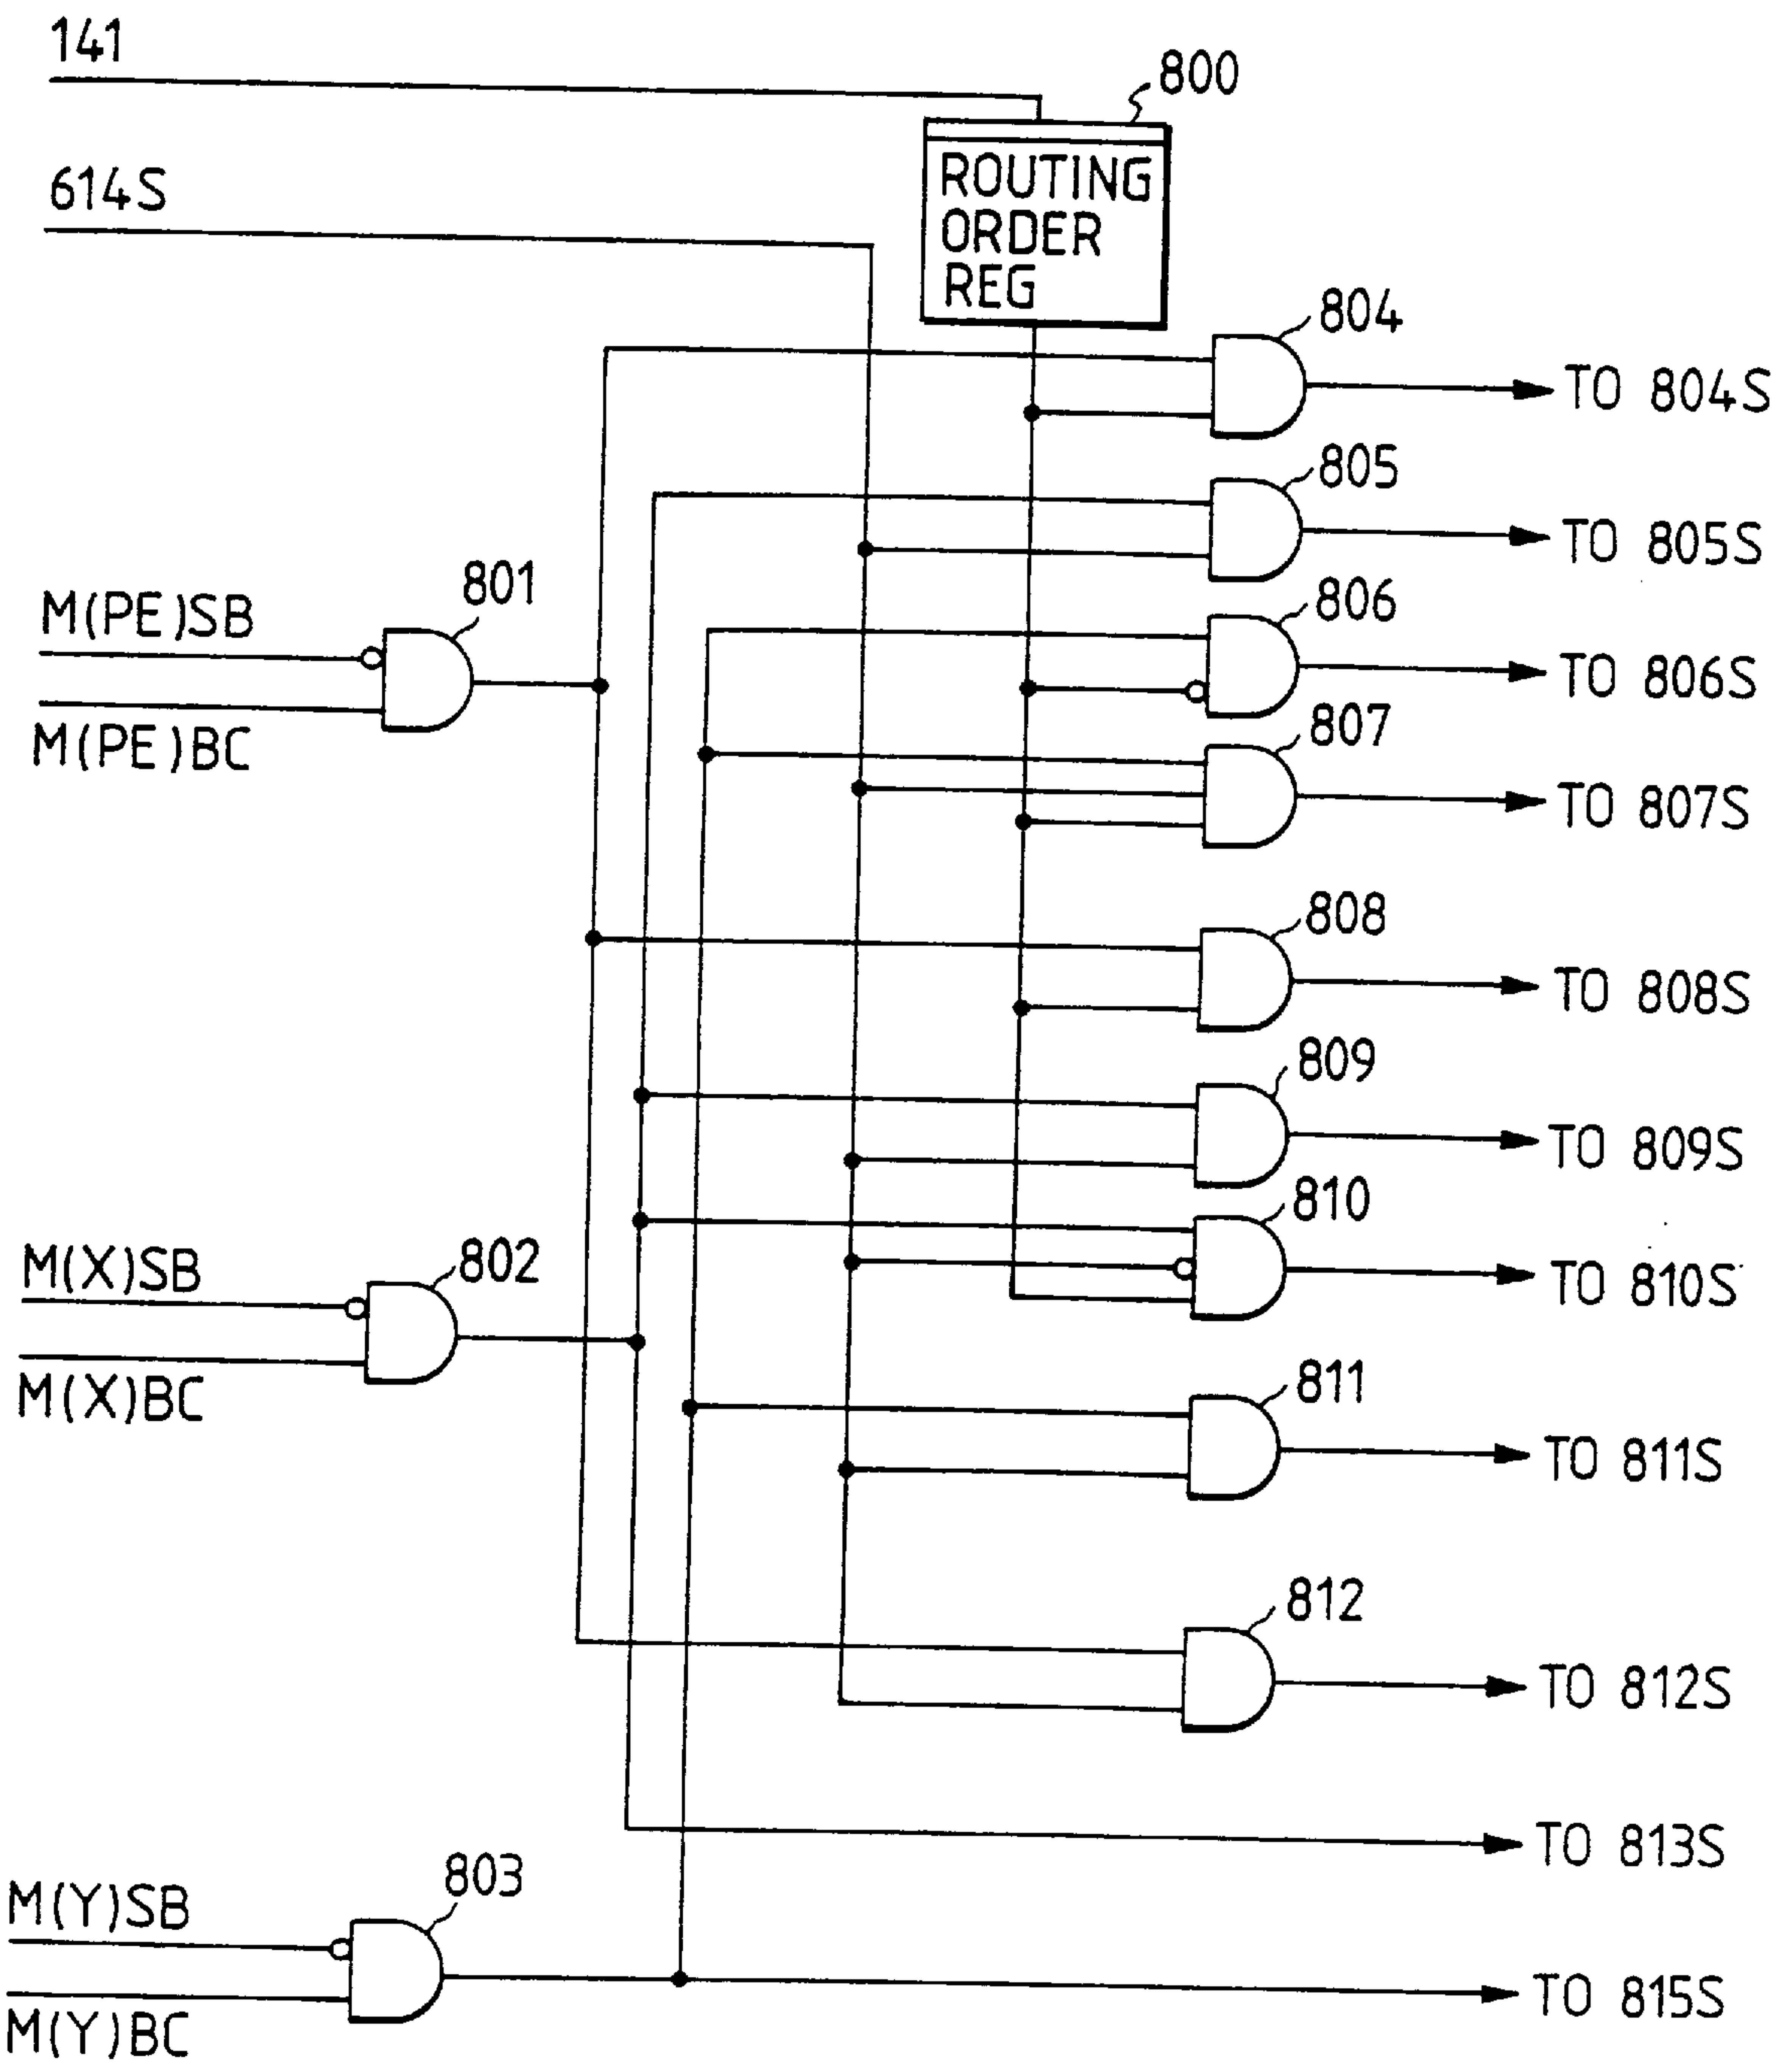 141
800
614S
ROUTING
ORDER
REG
804
TO 804S
805
TO 805S
M(PE)SB
801
806
TO 806S
M(PE)BC
807
TO 807S
808
TO 808S
809
TO 809S
M(X)SB
802
810
TO 810S
M(X)BC
811
TO 811S
812
TO 812S
TO 813S
M(Y)SB
803
TO 815S
M(Y)BC